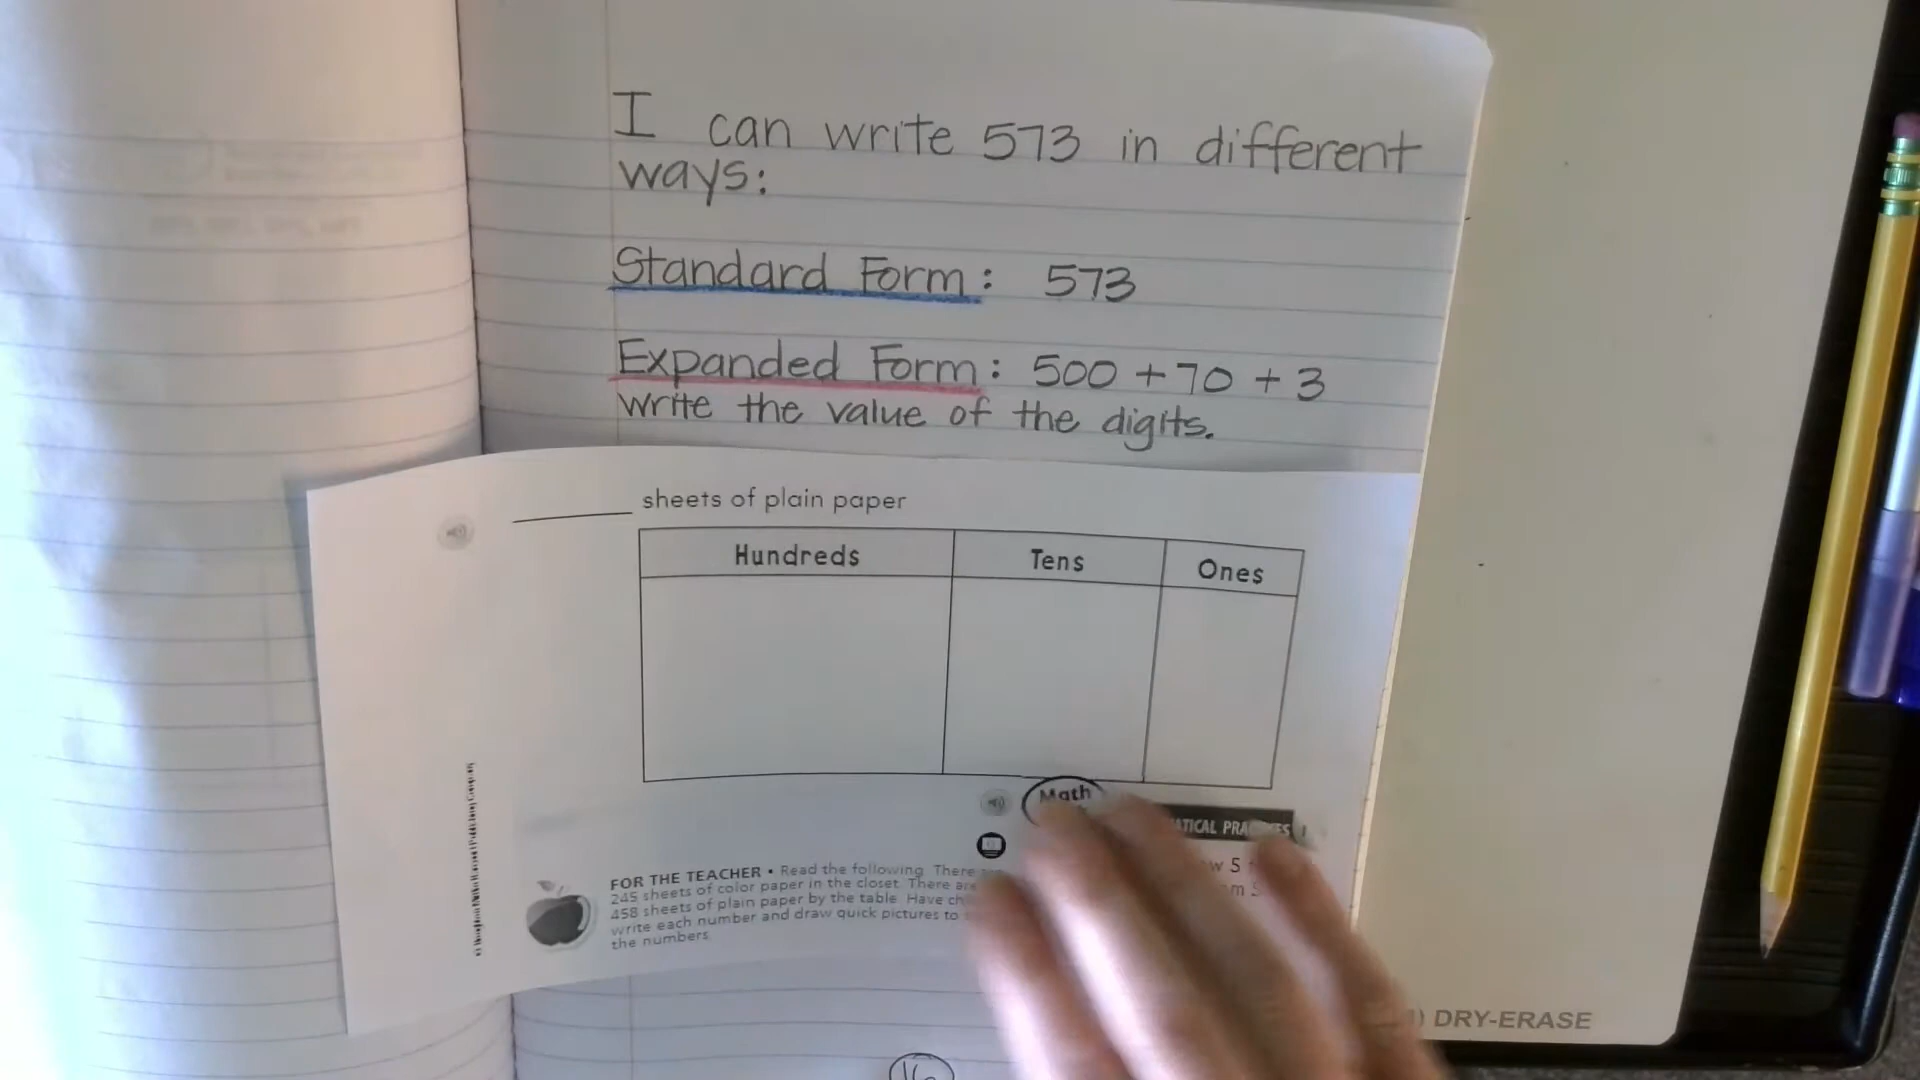 I can write 573 in different
ways:
Standard Form: 573
Expanded Form: 500 + 70 + 3
write the value of the digits.
sheets of plain paper
Hundreds Tens Ones
Math
FOR THE TEACHER • Read the following. There
245 sheets of color paper in the closet. There are
458 sheets of plain paper by the table. Have
write each number and draw quick pictures to
the numbers.
DRY-ERASE